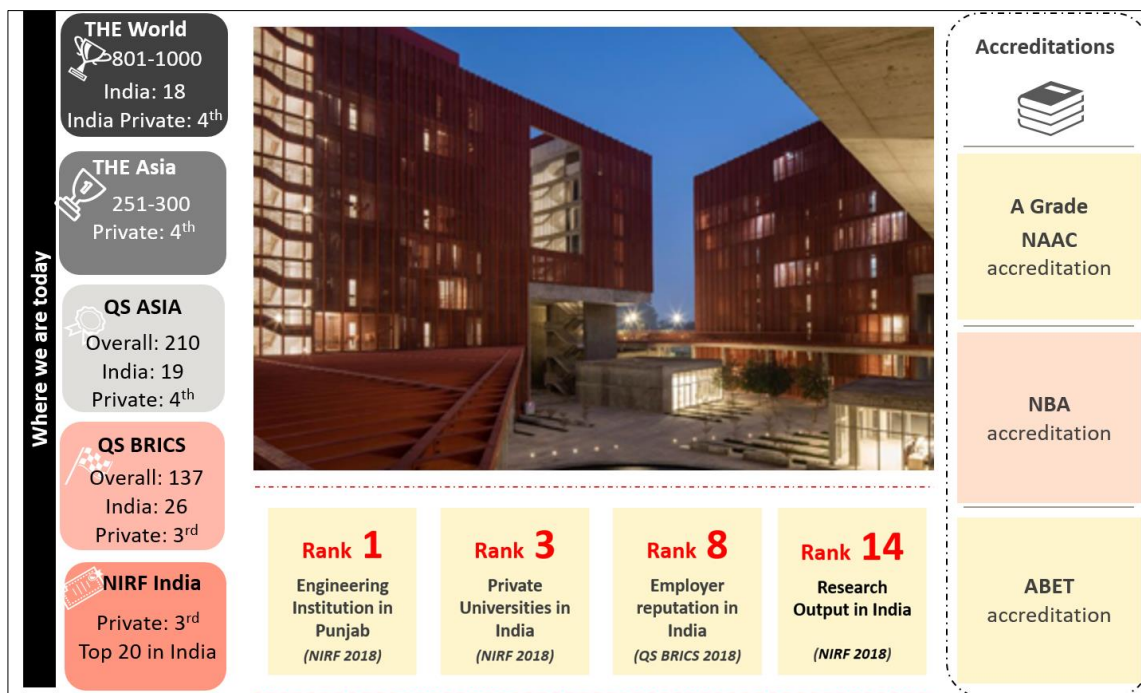 Where we are today
THE World
801-1000
India: 18
India Private: 4th
THE Asia
251-300
Private: 4th
QS ASIA
Overall: 210
India: 19
Private: 4th
QS BRICS
Overall: 137
India: 26
Private: 3rd
NIRF India
Private: 3rd
Top 20 in India
Rank 1
Engineering
Institution in
Punjab
(NIRF 2018)
Rank 3
Private
Universities in
India
(NIRF 2018)
Rank 8
Employer
reputation in
India
(QS BRICS 2018)
Rank 14
Research
Output in India
(NIRF 2018)
Accreditations
A Grade
NAAC
accreditation
NBA
accreditation
ABET
accreditation